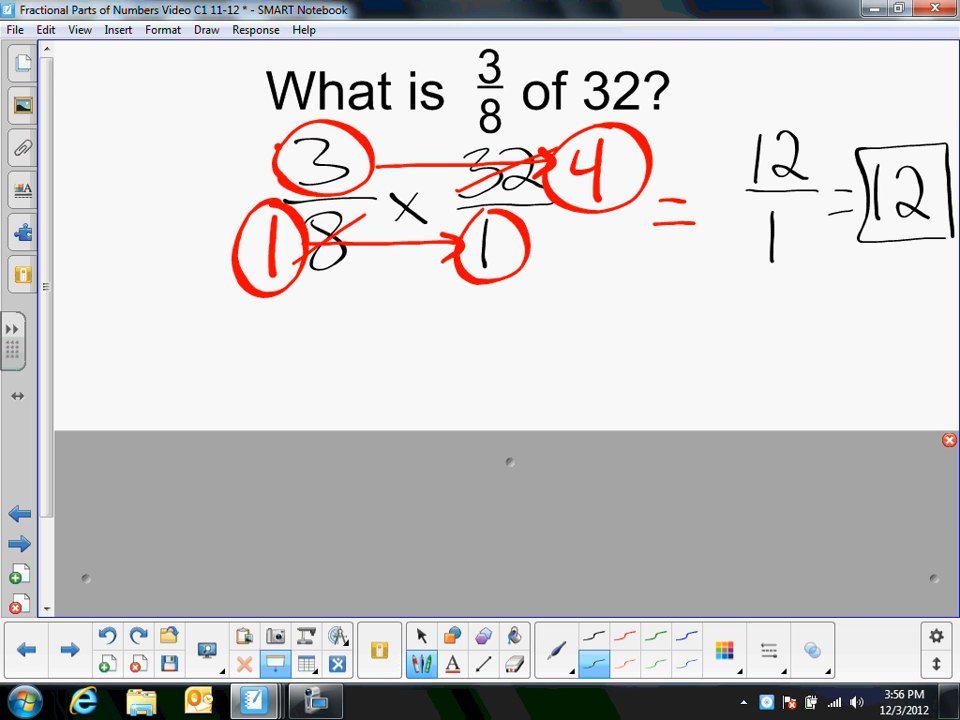 Fractional Parts of Numbers Video C1 11-12 * - SMART Notebook
File Edit View Insert Format Draw Response Help
What is 3/8 of 32?
3 32 4 12
× = = 12
1 8 1 1
3:56 PM
12/3/2012